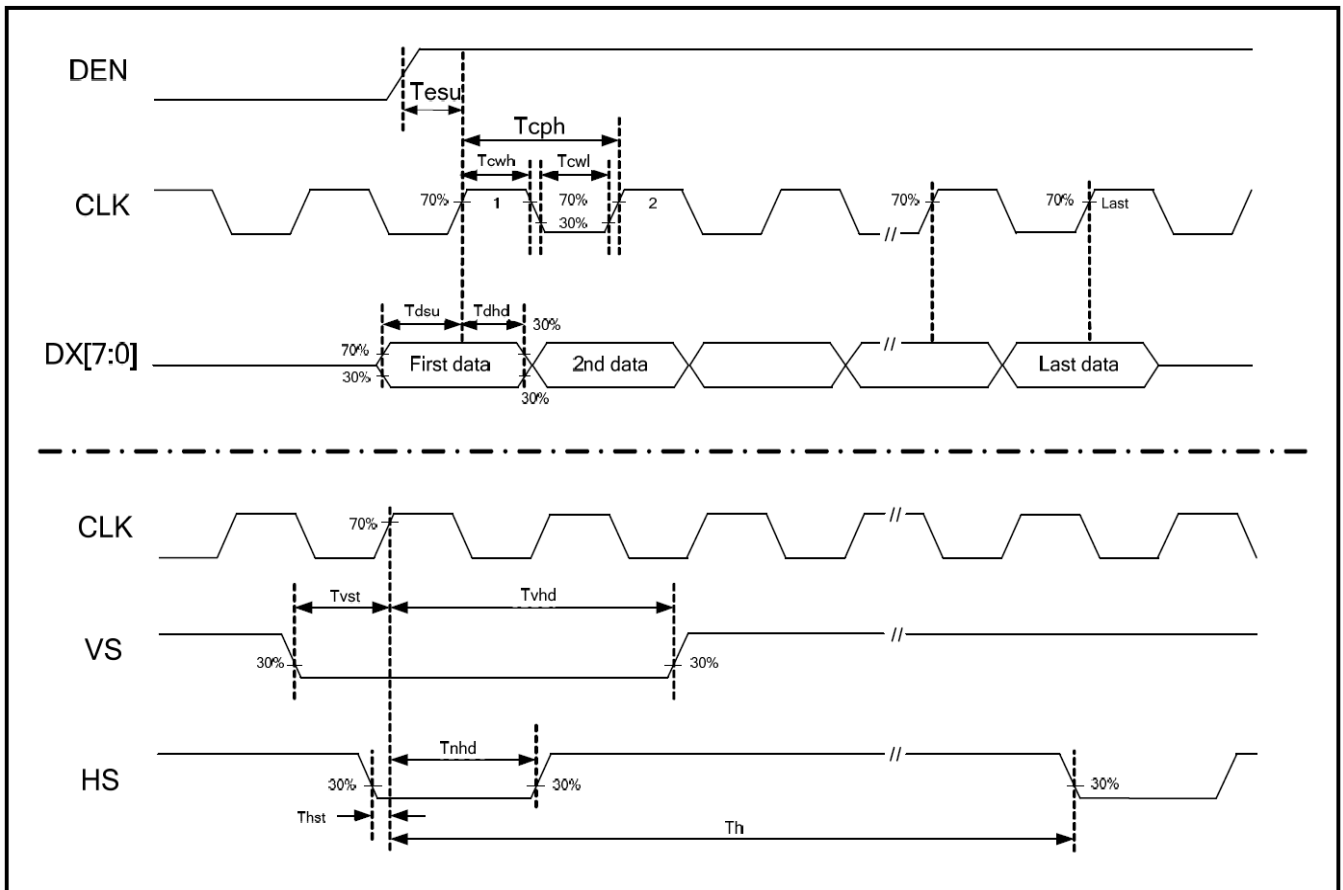 DEN
Tesu
Tcph
Tcwh
Tcwl
CLK
70%
1
70%
30%
2
70%
70%
Last
//
Tdsu
Tdhd
30%
DX[7:0]
70%
30%
First data
30%
2nd data
//
Last data
CLK
70%
//
Tvst
Tvhd
VS
30%
30%
//
Tnhd
HS
30%
30%
//
30%
Thst
Th